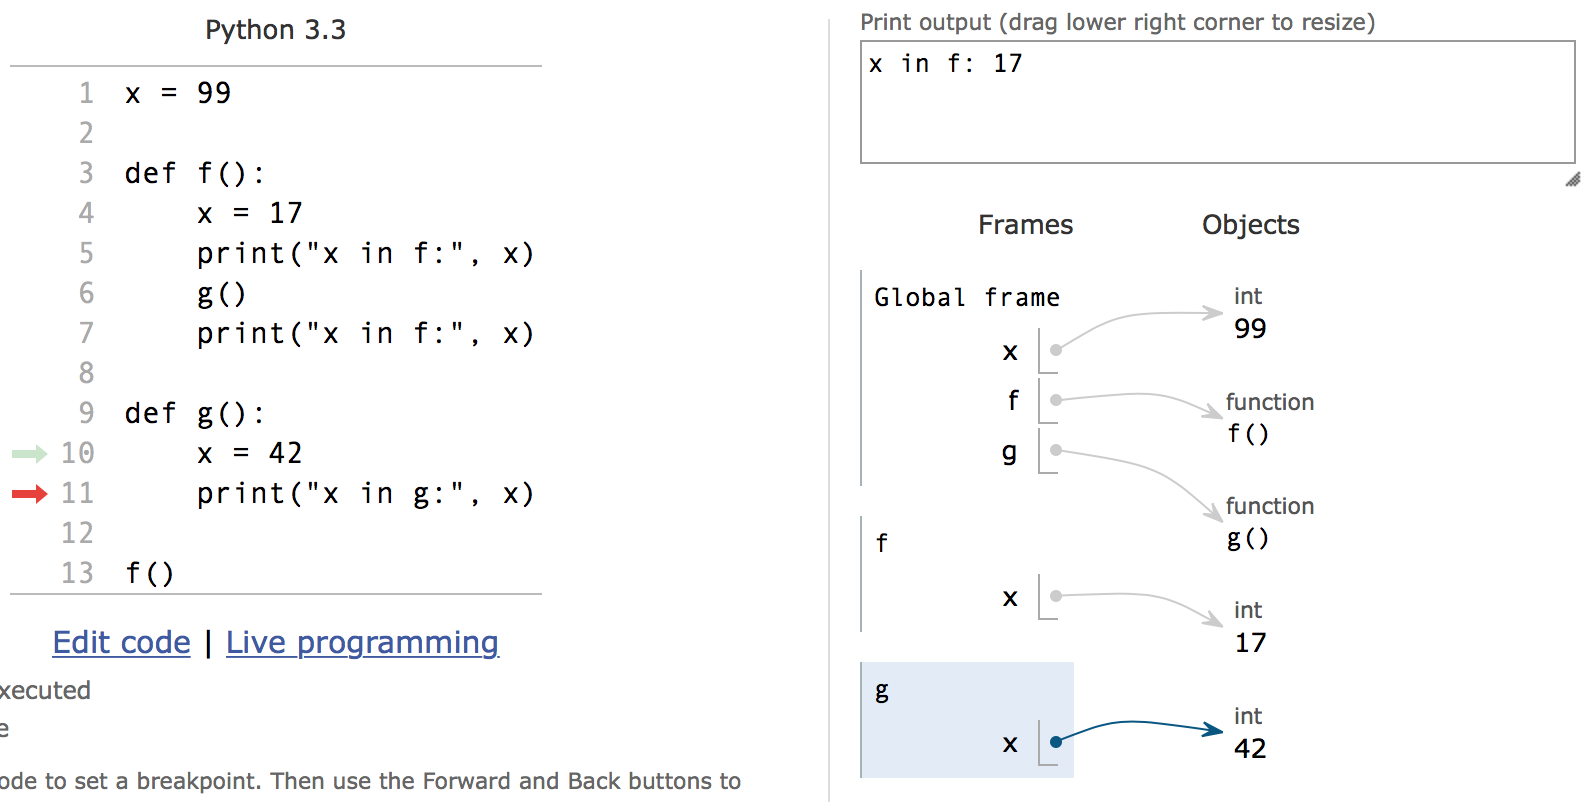 Python 3.3
1 x = 99
2
3 def f():
4     x = 17
5     print("x in f:", x)
6     g()
7     print("x in f:", x)
8
9 def g():
10     x = 42
11     print("x in g:", x)
12
13 f()
Edit code | Live programming
xecuted
e
ode to set a breakpoint. Then use the Forward and Back buttons to
Print output (drag lower right corner to resize)
x in f: 17
Frames Objects
Global frame
x
f
g
int
99
function
f()
function
g()
f
x
int
17
g
x
int
42